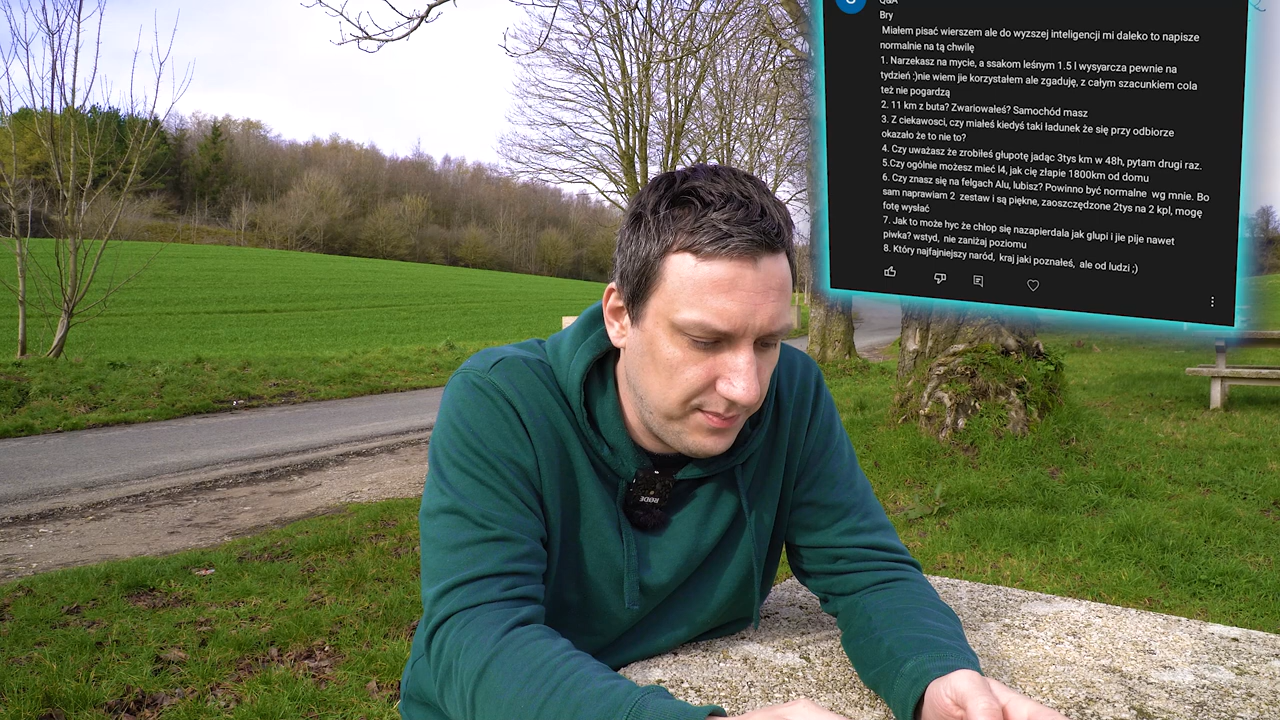 Q&A
Bry
Miałem pisać wierszem ale do wyzszej inteligencji mi daleko to napisze
normalnie na tą chwilę
1. Narzekasz na mycie, a ssakom leśnym 1.5 l wysyarcza pewnie na
tydzień :)nie wiem jie korzystałem ale zgaduję, z całym szacunkiem cola
też nie pogardzą
2. 11 km z buta? Zwariowałeś? Samochód masz
3. Z ciekawosci, czy miałeś kiedyś taki ładunek że się przy odbiorze
okazało że to nie to?
4. Czy uważasz że zrobiłeś głupotę jadąc 3tys km w 48h, pytam drugi raz.
5.Czy ogólnie możesz mieć l4, jak cię złapie 1800km od domu
6. Czy znasz się na felgach Alu, lubisz? Powinno być normalne wg mnie. Bo
sam naprawiam 2 zestaw i są piękne, zaoszczędzone 2tys na 2 kpl, mogę
fotę wysłać
7. Jak to może hyc że chłop się nazapierdala jak glupi i jie pije nawet
piwka? wstyd, nie zaniżaj poziomu
8. Który najfajniejszy naród, kraj jaki poznałeś, ale od ludzi ;)
RØDE